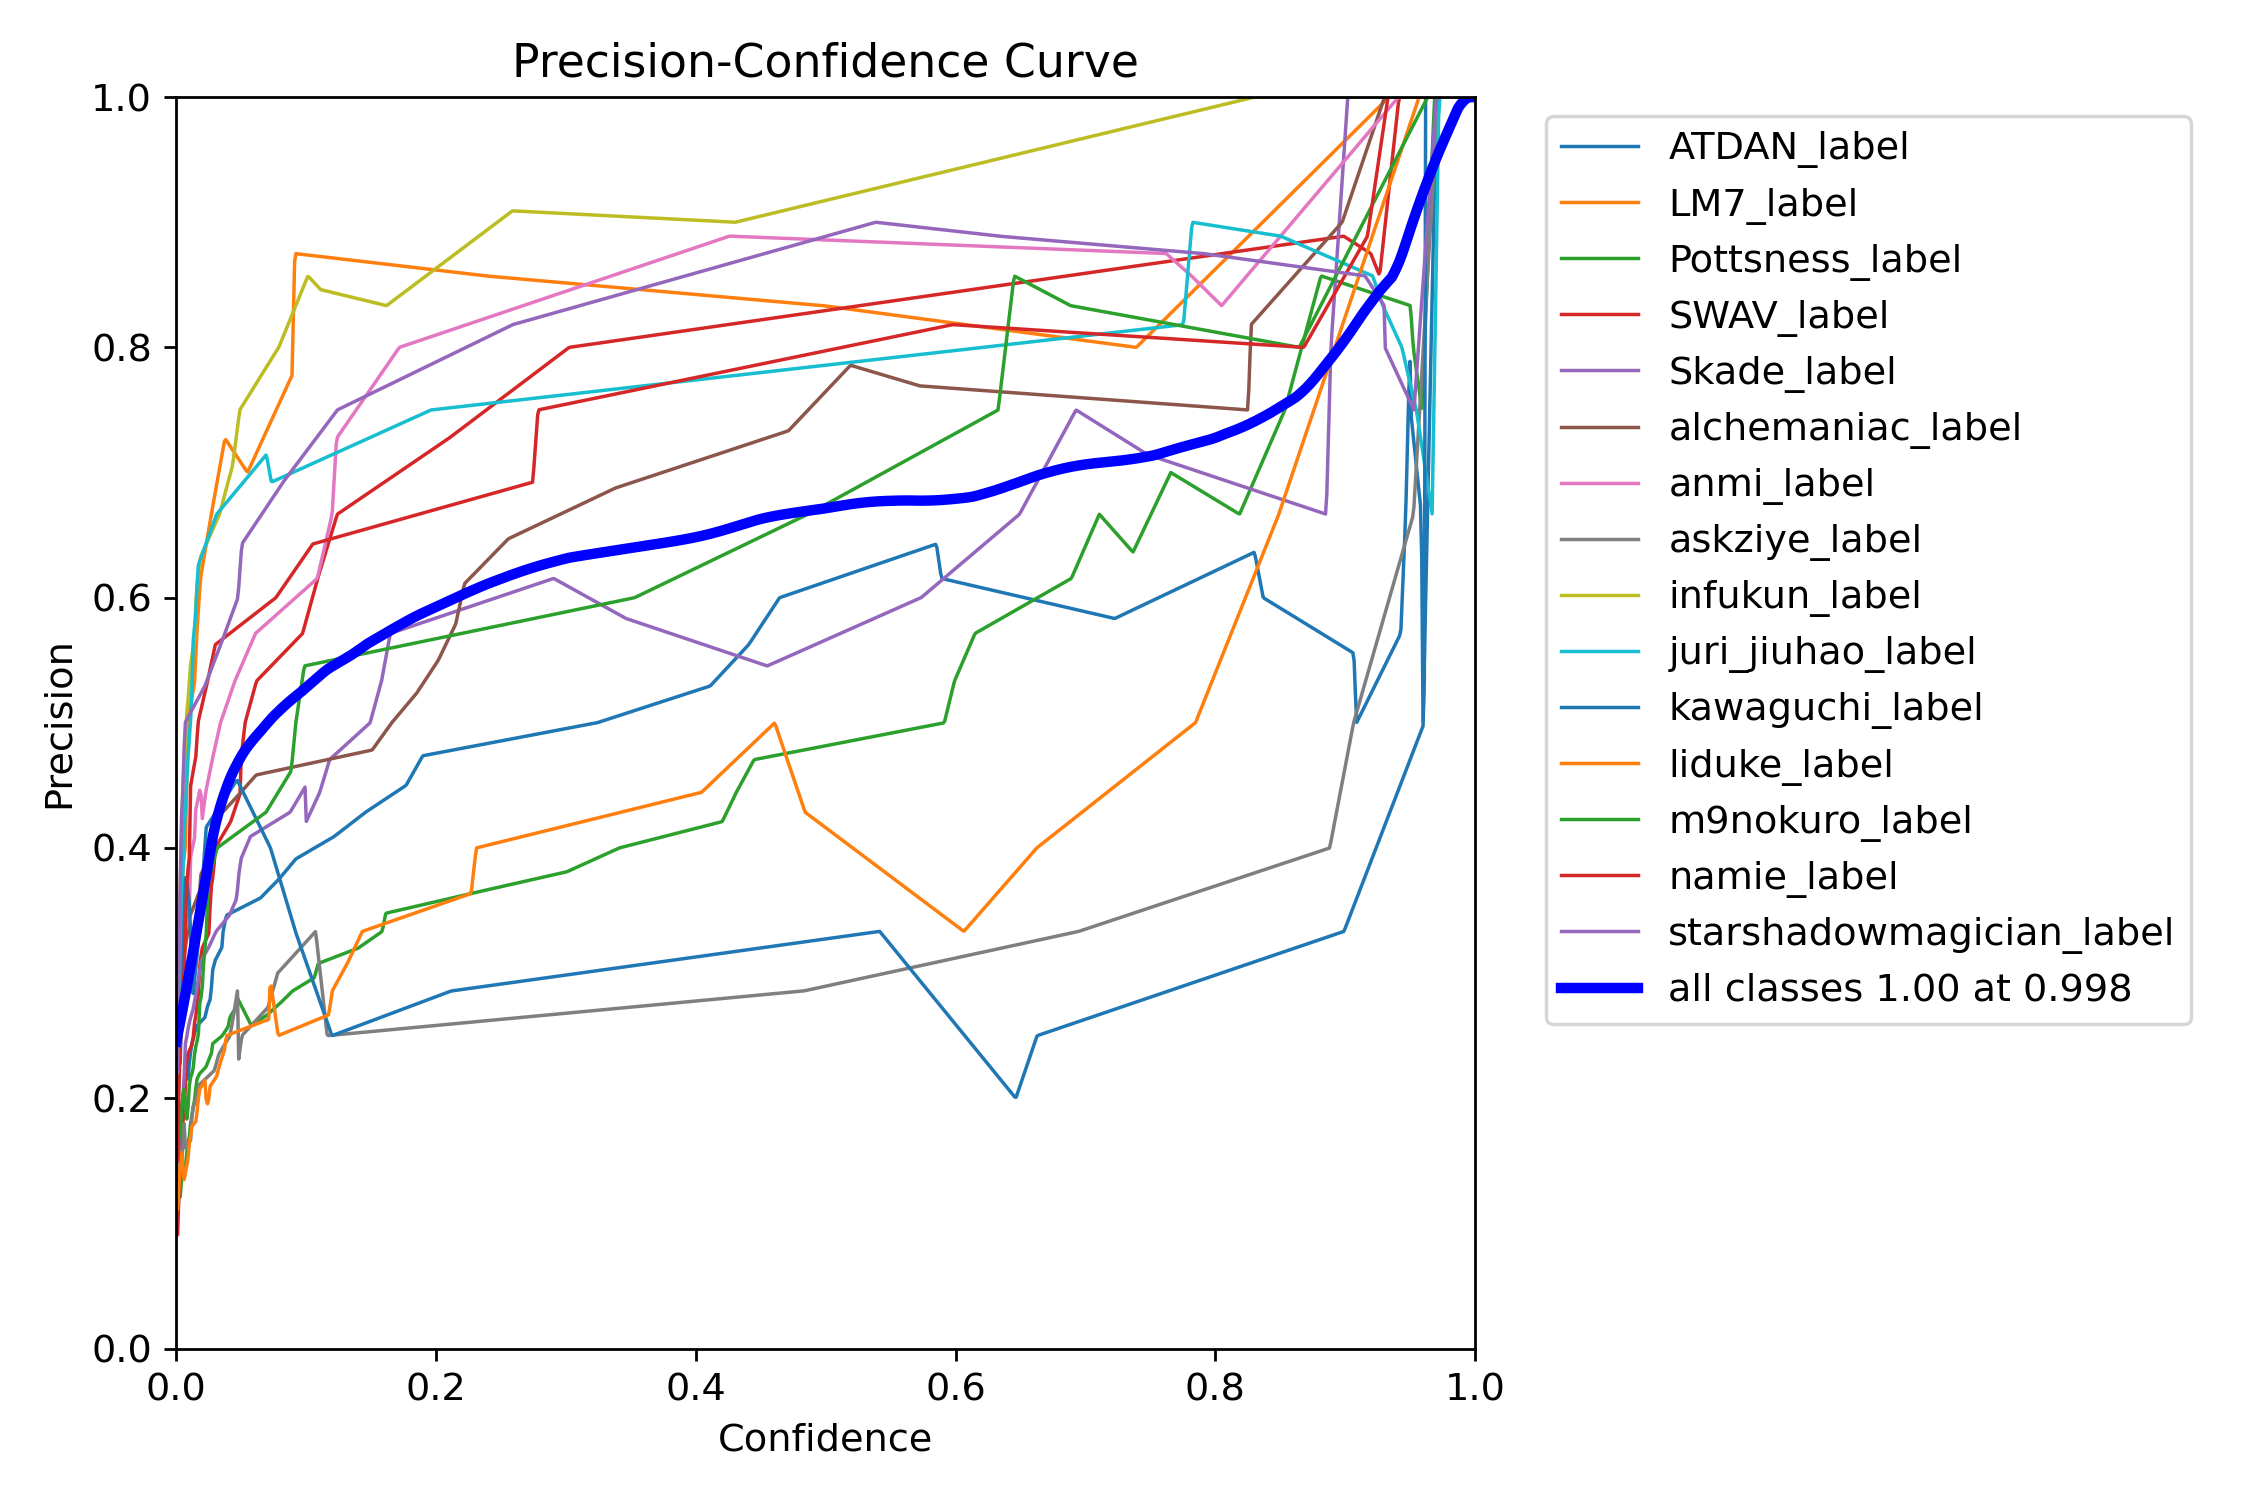 Precision-Confidence Curve
1.0
0.8
0.6
0.4
0.2
0.0
Precision
0.0 0.2 0.4 0.6 0.8 1.0
Confidence
ATDAN_label
LM7_label
Pottsness_label
SWAV_label
Skade_label
alchemaniac_label
anmi_label
askziye_label
infukun_label
juri_jiuhao_label
kawaguchi_label
liduke_label
m9nokuro_label
namie_label
starshadowmagician_label
all classes 1.00 at 0.998